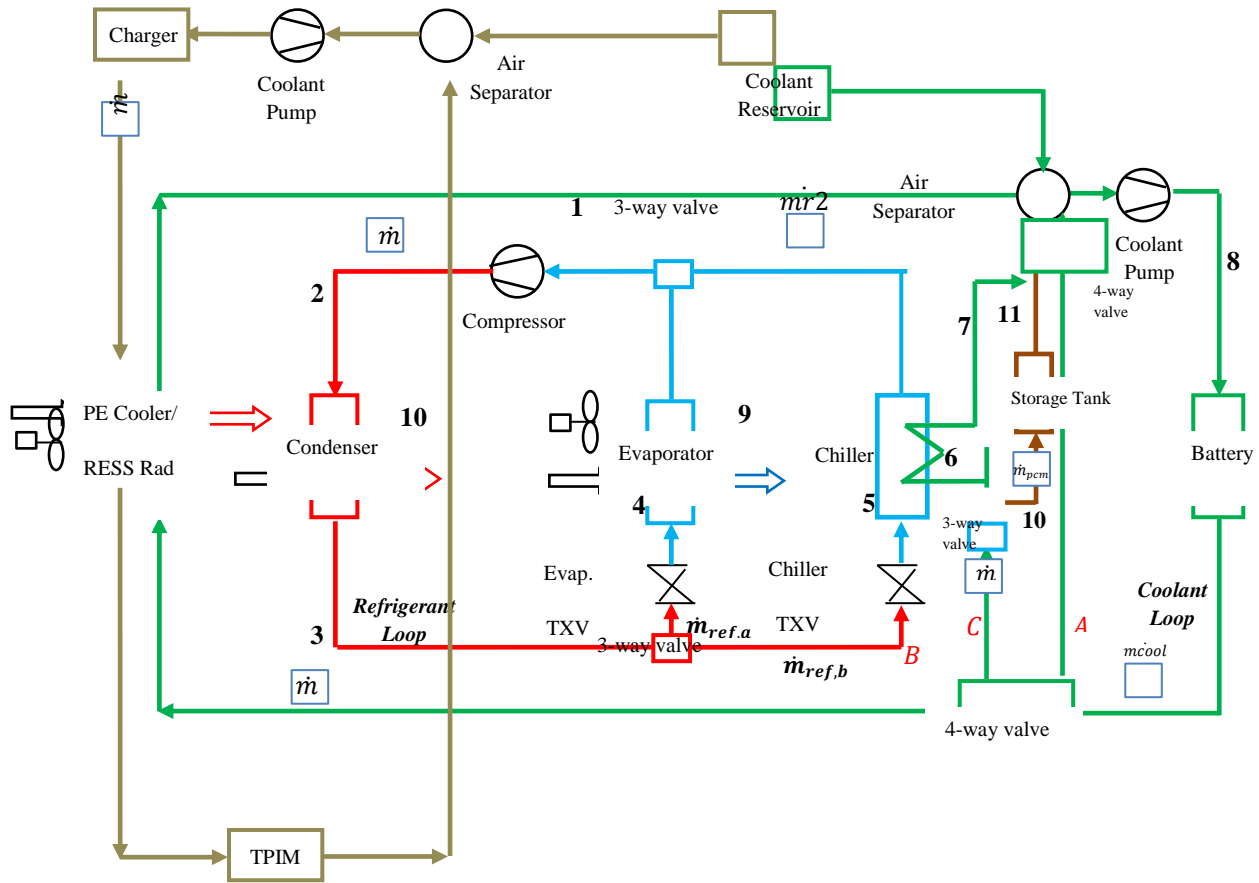 Charger
Coolant
Pump
Air
Separator
Coolant
Reservoir
ṁ
1
3-way valve
ṁr2
Air
Separator
ṁ
Coolant
Pump
8
2
Compressor
7
11
4-way
valve
PE Cooler/
RESS Rad
Condenser
10
Evaporator
9
Chiller
6
Storage Tank
Battery
ṁpcm
4
5
10
3-way
valve
Evap.
TXV
Chiller
TXV
ṁ
Coolant
Loop
3
Refrigerant
Loop
3-way valve
ṁref.a
ṁref,b
B
C
A
ṁcool
ṁ
4-way valve
TPIM